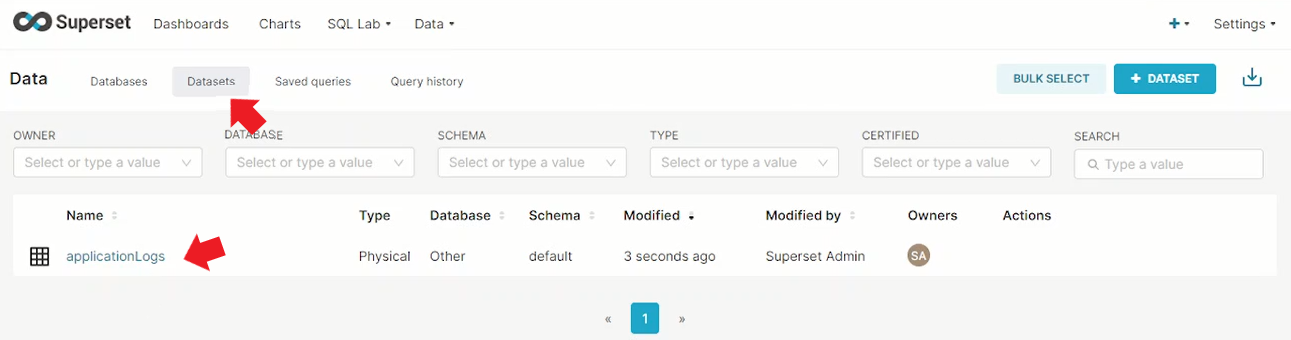 Superset Dashboards Charts SQL Lab Data + Settings
Data Databases Datasets Saved queries Query history BULK SELECT + DATASET
OWNER DATABASE SCHEMA TYPE CERTIFIED SEARCH
Select or type a value Select or type a value Select or type a value Select or type a value Select or type a value Type a value
Name Type Database Schema Modified Modified by Owners Actions
applicationLogs Physical Other default 3 seconds ago Superset Admin SA
« 1 »